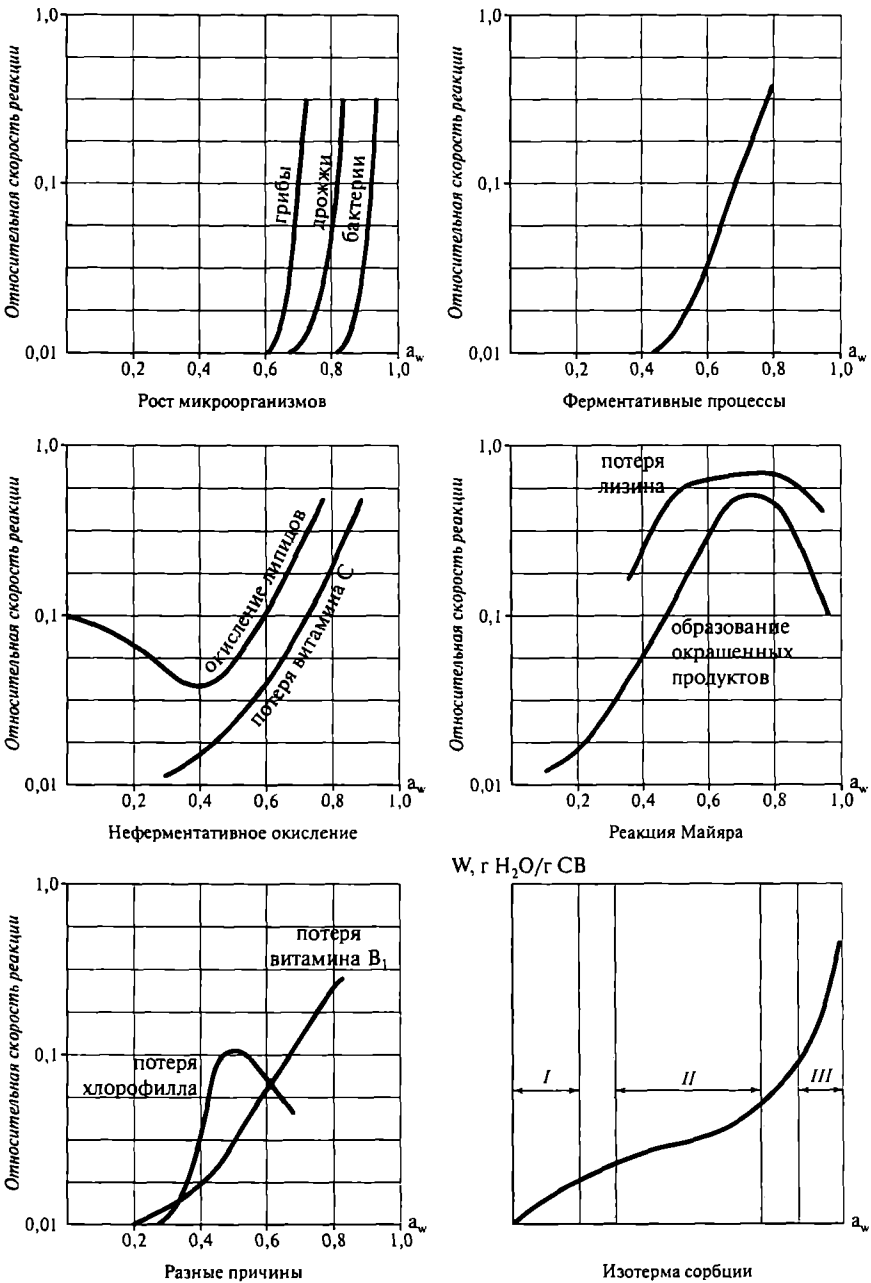 1,0
Относительная скорость реакции
0,1
0,01
грибы
дрожжи
бактерии
0,2
0,4
0,6
0,8
1,0
a_w
Рост микроорганизмов
1,0
Относительная скорость реакции
0,1
0,01
0,2
0,4
0,6
0,8
1,0
a_w
Ферментативные процессы
1,0
Относительная скорость реакции
0,1
0,01
окисление липидов
потеря витамина С
0,2
0,4
0,6
0,8
1,0
a_w
Неферментативное окисление
1,0
Относительная скорость реакции
0,1
0,01
потеря
лизина
образование
окрашенных
продуктов
0,2
0,4
0,6
0,8
1,0
a_w
Реакция Майяра
1,0
Относительная скорость реакции
0,1
0,01
потеря
витамина B₁
потеря
хлорофилла
0,2
0,4
0,6
0,8
1,0
a_w
Разные причины
W, г H₂O/г СВ
I
II
III
a_w
Изотерма сорбции